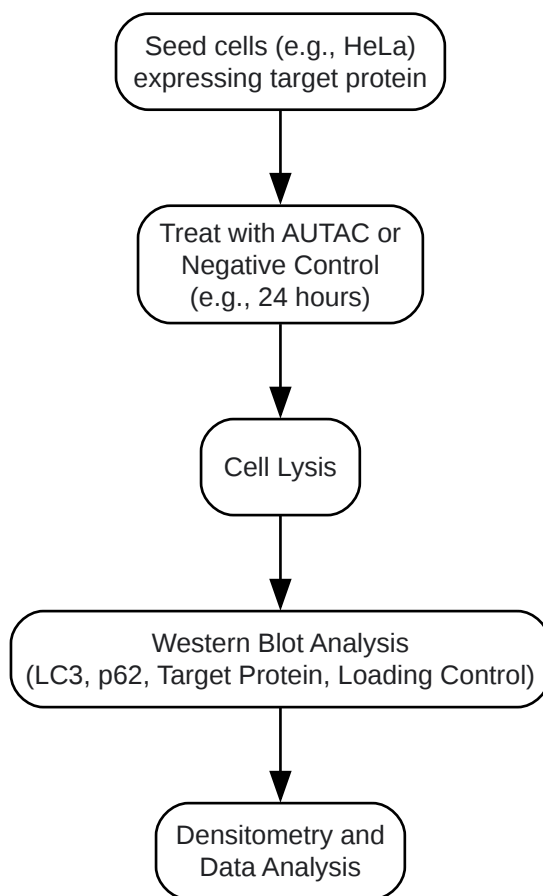 Seed cells (e.g., HeLa)
expressing target protein
Treat with AUTAC or
Negative Control
(e.g., 24 hours)
Cell Lysis
Western Blot Analysis
(LC3, p62, Target Protein, Loading Control)
Densitometry and
Data Analysis